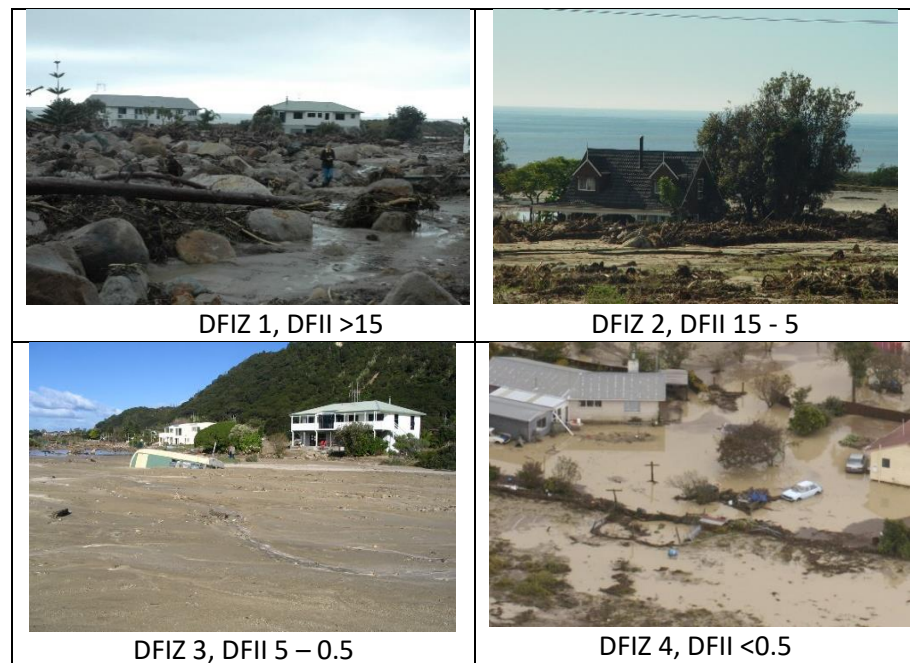 DFIZ 1, DFII >15
DFIZ 2, DFII 15 - 5
DFIZ 3, DFII 5 – 0.5
DFIZ 4, DFII <0.5